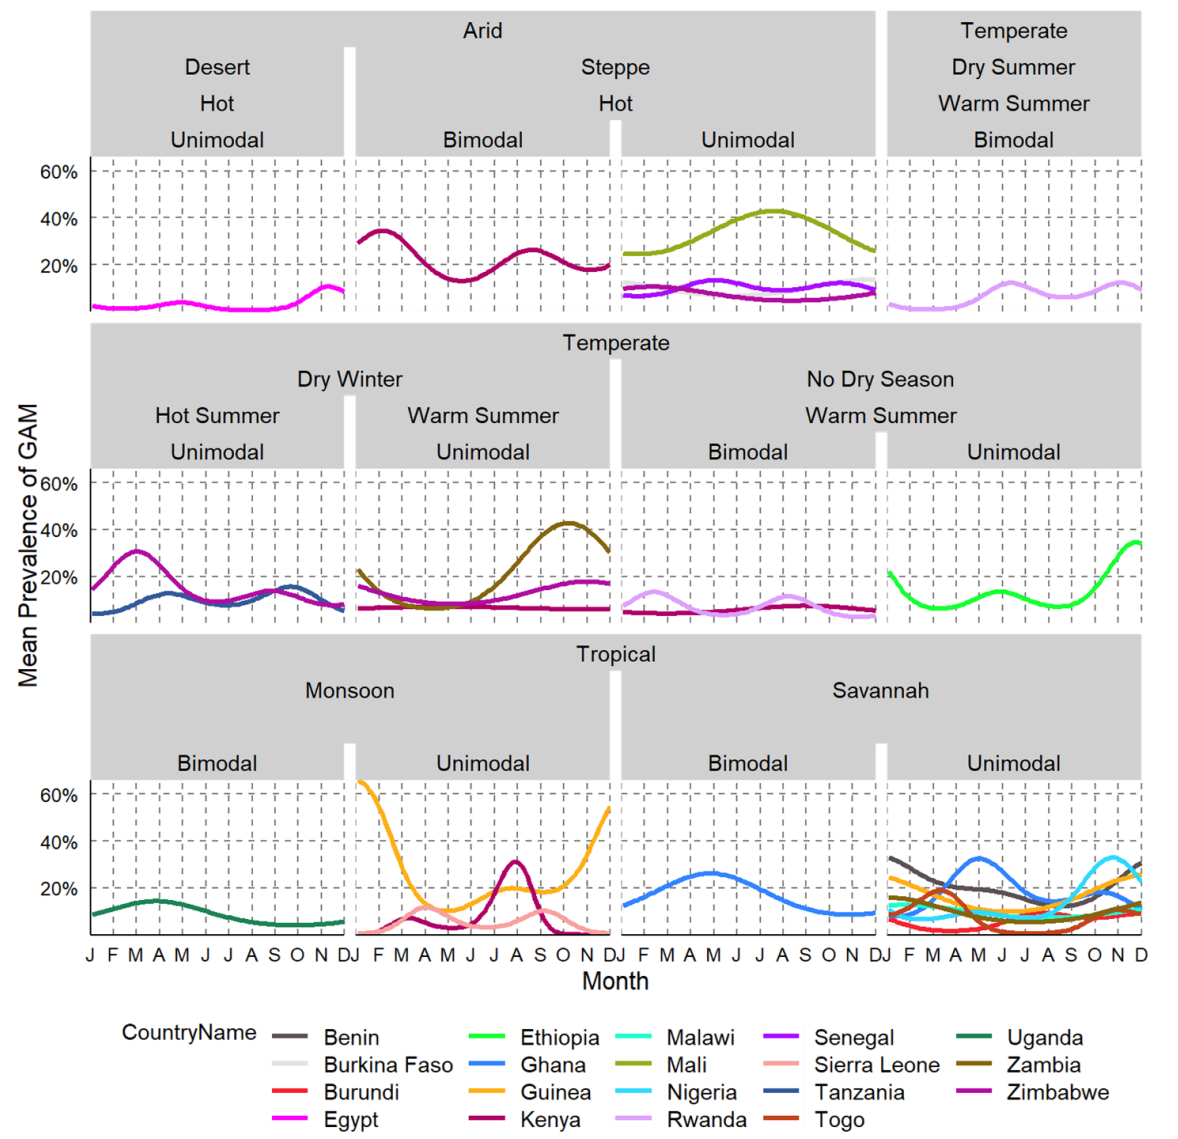 Arid Temperate
Desert Steppe Dry Summer
Hot Hot Warm Summer
Unimodal Bimodal Unimodal Bimodal
60%
40%
20%
Temperate
Dry Winter No Dry Season
Hot Summer Warm Summer Warm Summer
Unimodal Unimodal Bimodal Unimodal
60%
40%
20%
Mean Prevalence of GAM
Tropical
Monsoon Savannah
Bimodal Unimodal Bimodal Unimodal
60%
40%
20%
J F M A M J J A S O N D J F M A M J J A S O N D J F M A M J J A S O N D J F M A M J J A S O N D
Month
CountryName Benin Ethiopia Malawi Senegal Uganda
Burkina Faso Ghana Mali Sierra Leone Zambia
Burundi Guinea Nigeria Tanzania Zimbabwe
Egypt Kenya Rwanda Togo